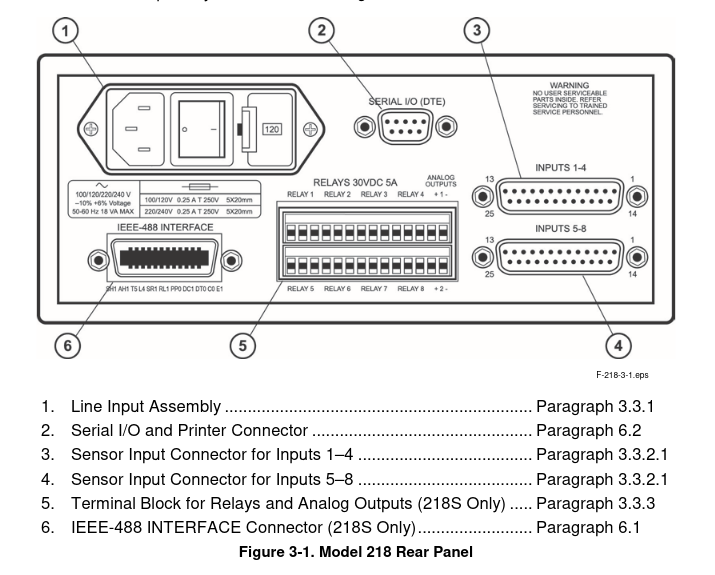 1
2
3
SERIAL I/O (DTE)
WARNING
NO USER SERVICEABLE
PARTS INSIDE. REFER
SERVICING TO TRAINED
SERVICE PERSONNEL.
120
INPUTS 1-4
13 1
25 14
100/120/220/240 V
–10% +6% Voltage
50-60 Hz 18 VA MAX
100/120V 0.25 A T 250V 5X20mm
220/240V 0.25 A T 250V 5X20mm
RELAYS 30VDC 5A
ANALOG
OUTPUTS
RELAY 1 RELAY 2 RELAY 3 RELAY 4 + 1 -
INPUTS 5-8
13 1
25 14
IEEE-488 INTERFACE
SH1 AH1 T5 L4 SR1 RL1 PP0 DC1 DT0 C0 E1
RELAY 5 RELAY 6 RELAY 7 RELAY 8 + 2 -
6
5
4
F-218-3-1.eps
1. Line Input Assembly .................................................................... Paragraph 3.3.1
2. Serial I/O and Printer Connector ................................................ Paragraph 6.2
3. Sensor Input Connector for Inputs 1–4 ...................................... Paragraph 3.3.2.1
4. Sensor Input Connector for Inputs 5–8 ...................................... Paragraph 3.3.2.1
5. Terminal Block for Relays and Analog Outputs (218S Only) ..... Paragraph 3.3.3
6. IEEE-488 INTERFACE Connector (218S Only)......................... Paragraph 6.1
Figure 3-1. Model 218 Rear Panel